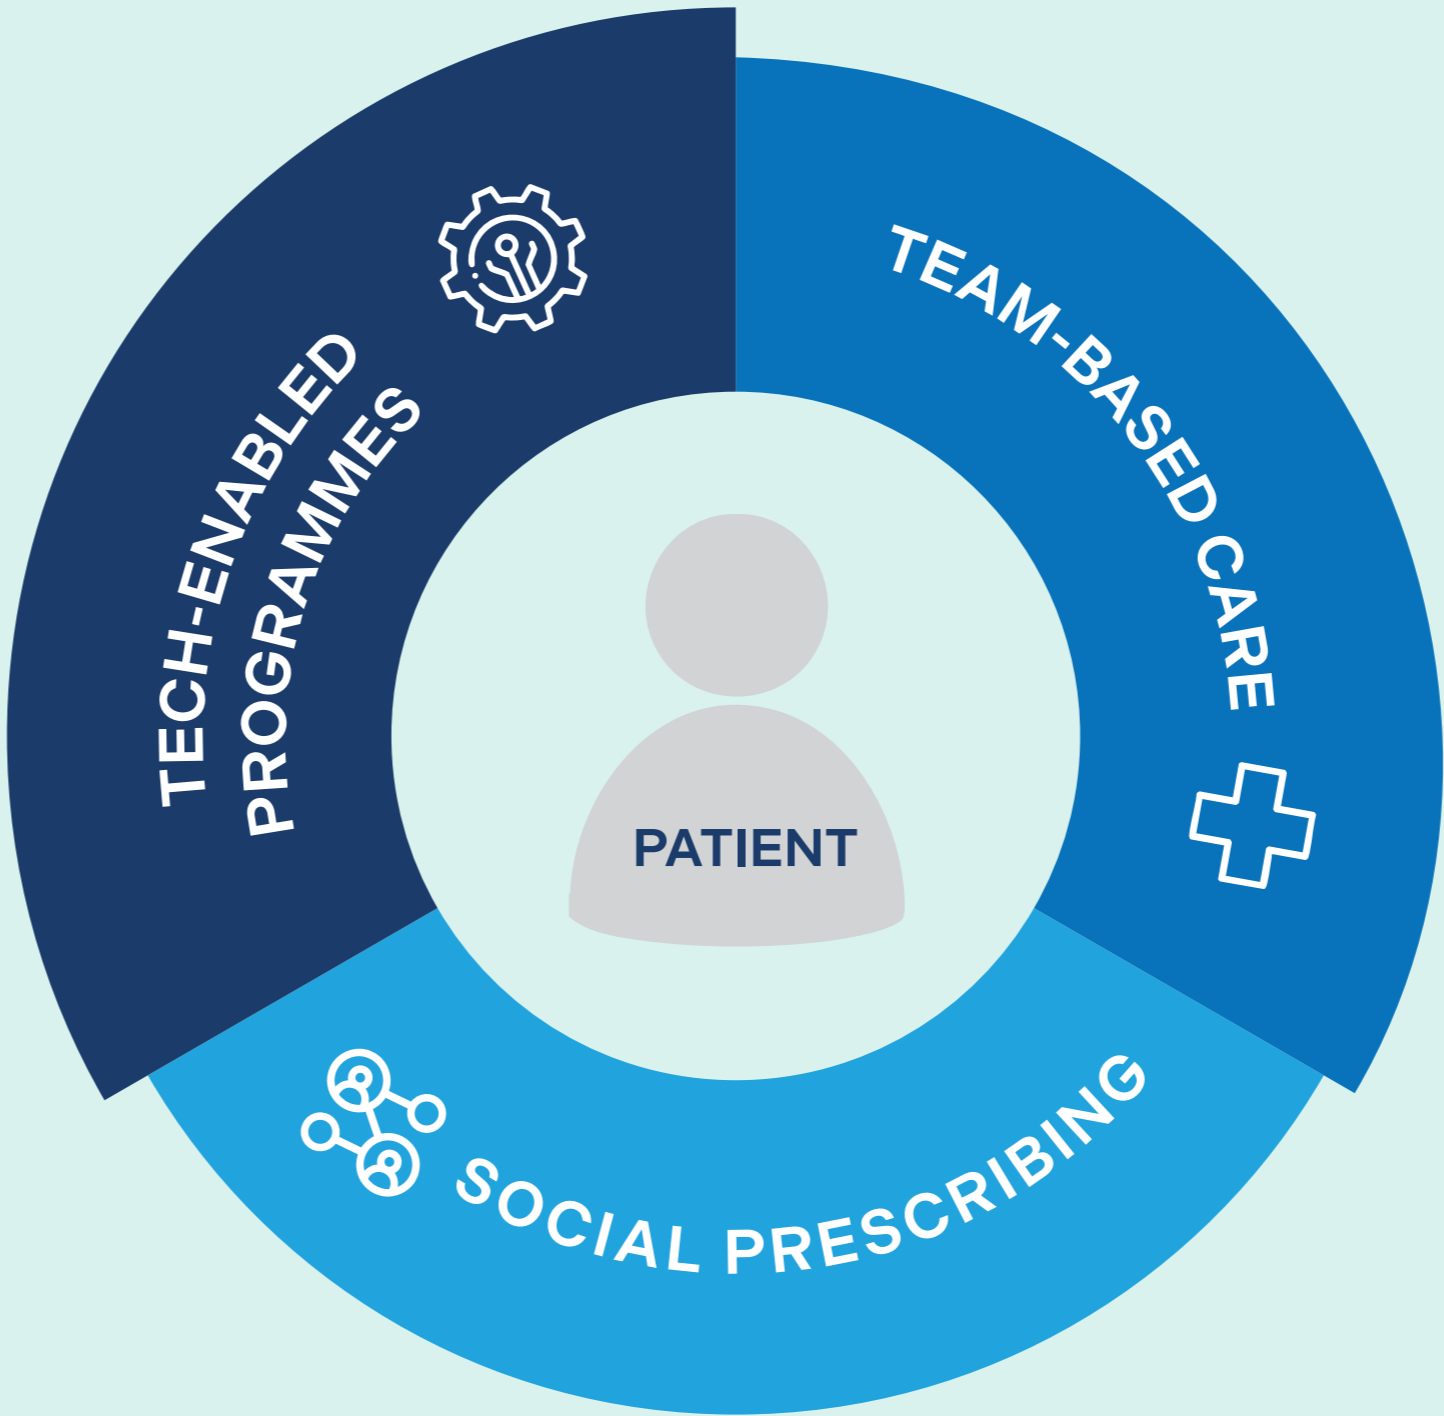 TECH-ENABLED
PROGRAMMES
TEAM-BASED CARE
PATIENT
SOCIAL PRESCRIBING